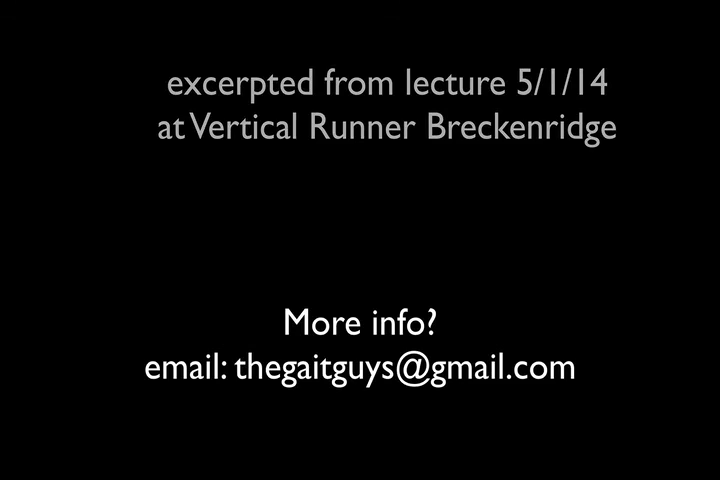 excerpted from lecture 5/1/14
at Vertical Runner Breckenridge
More info?
email: thegaitguys@gmail.com